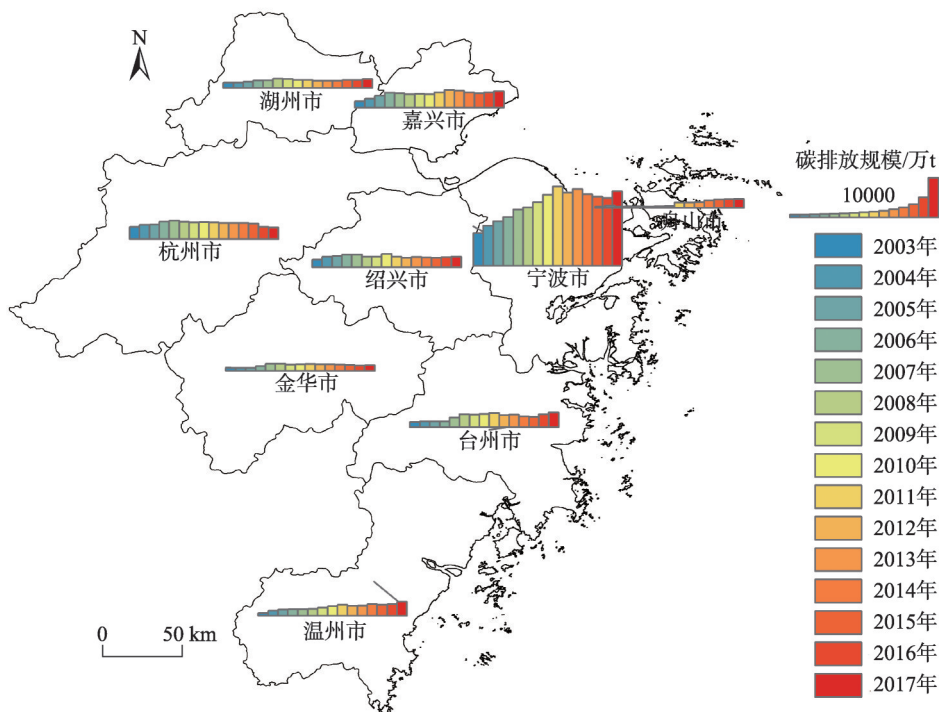 N
湖州市
嘉兴市
杭州市
绍兴市
宁波市
金华市
台州市
温州市
0 50 km
碳排放规模/万t
10000
2003年
2004年
2005年
2006年
2007年
2008年
2009年
2010年
2011年
2012年
2013年
2014年
2015年
2016年
2017年